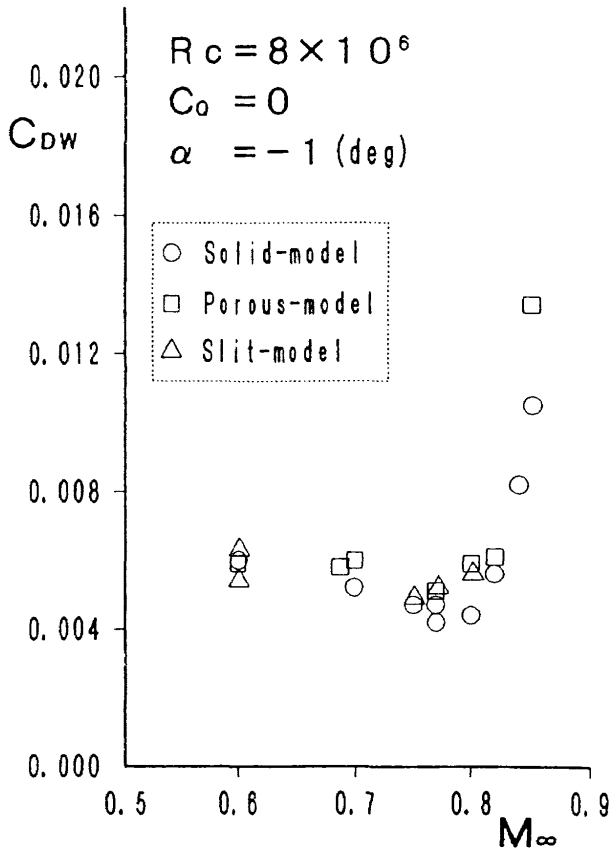 Rc=8×10⁶
C_Q=0
α =-1 (deg)
C_DW
0.020
0.016
0.012
0.008
0.004
0.000
○ Solid-model
□ Porous-model
△ Slit-model
0.5 0.6 0.7 0.8 0.9
M∞